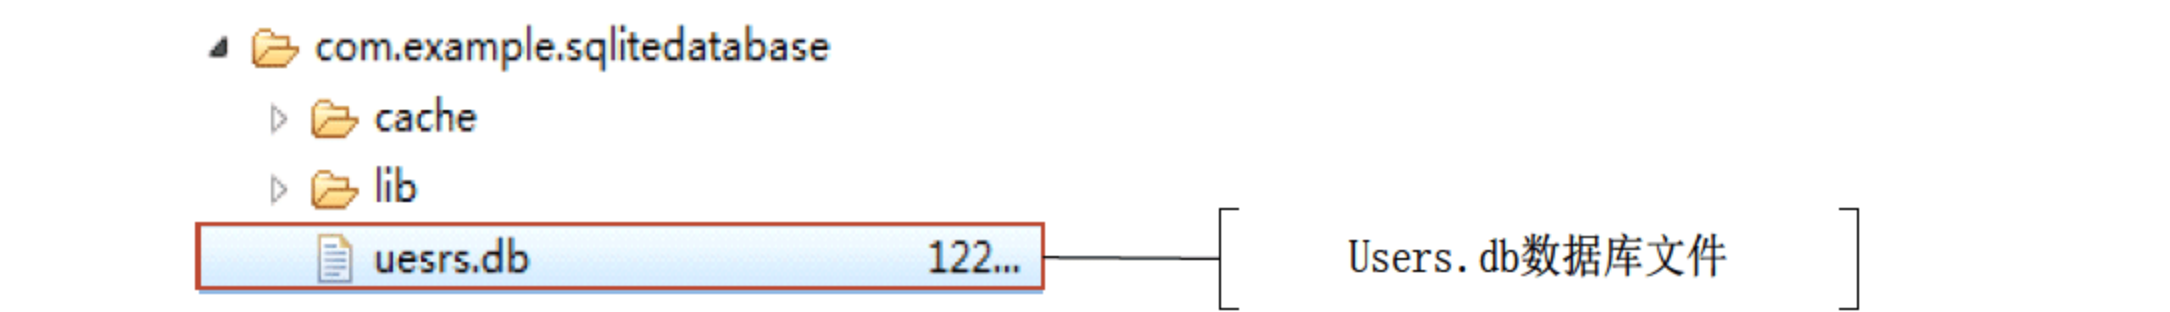 com.example.sqlitedatabase
cache
lib
uesrs.db 122...
Users.db数据库文件